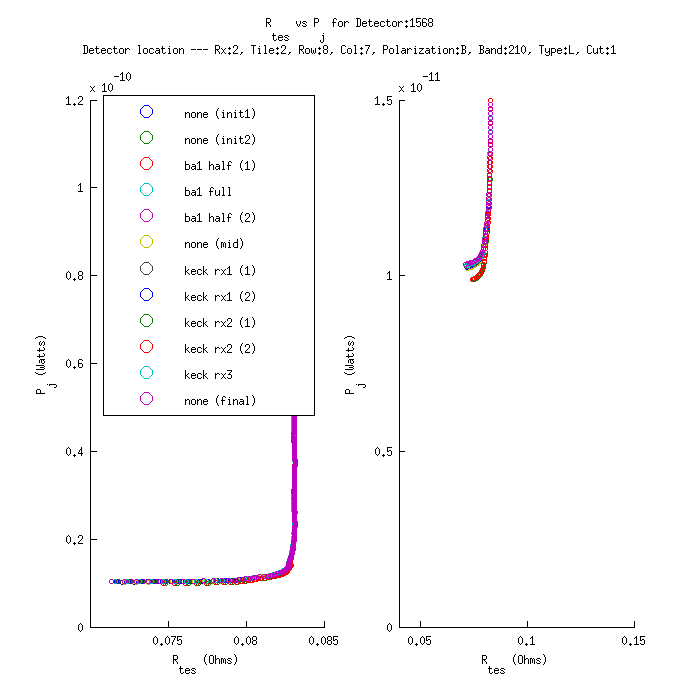 R    vs P  for Detector:1568
tes    j
Detector location --- Rx:2, Tile:2, Row:8, Col:7, Polarization:B, Band:210, Type:L, Cut:1
x 10^-10
x 10^-11
1.2
1
0.8
0.6
0.4
0.2
0
P_j (Watts)
none (init1)
none (init2)
ba1 half (1)
ba1 full
ba1 half (2)
none (mid)
keck rx1 (1)
keck rx1 (2)
keck rx2 (1)
keck rx2 (2)
keck rx3
none (final)
0.075 0.08 0.085
R_tes (Ohms)
1.5
1
0.5
0
P_j (Watts)
0.05 0.1 0.15
R_tes (Ohms)